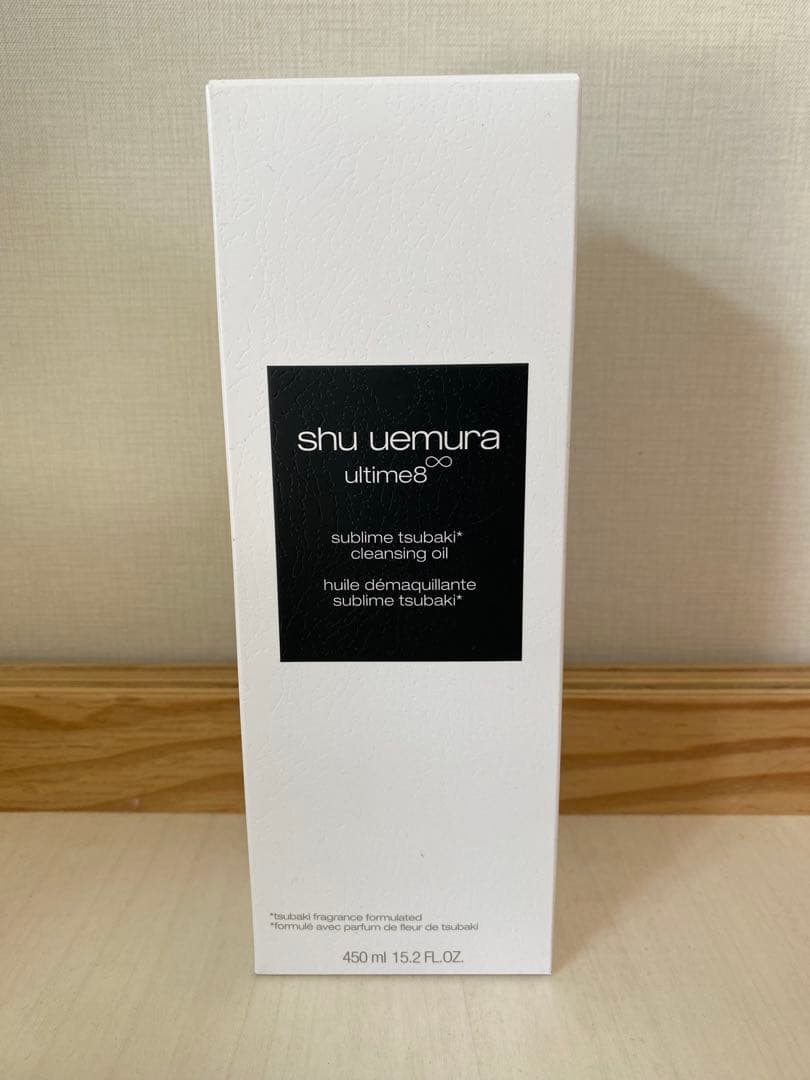 shu uemura
ultime8∞
sublime tsubaki*
cleansing oil
huile démaquillante
sublime tsubaki*
*tsubaki fragrance formulated
*formulé avec parfum de fleur de tsubaki
450 ml 15.2 FL.OZ.